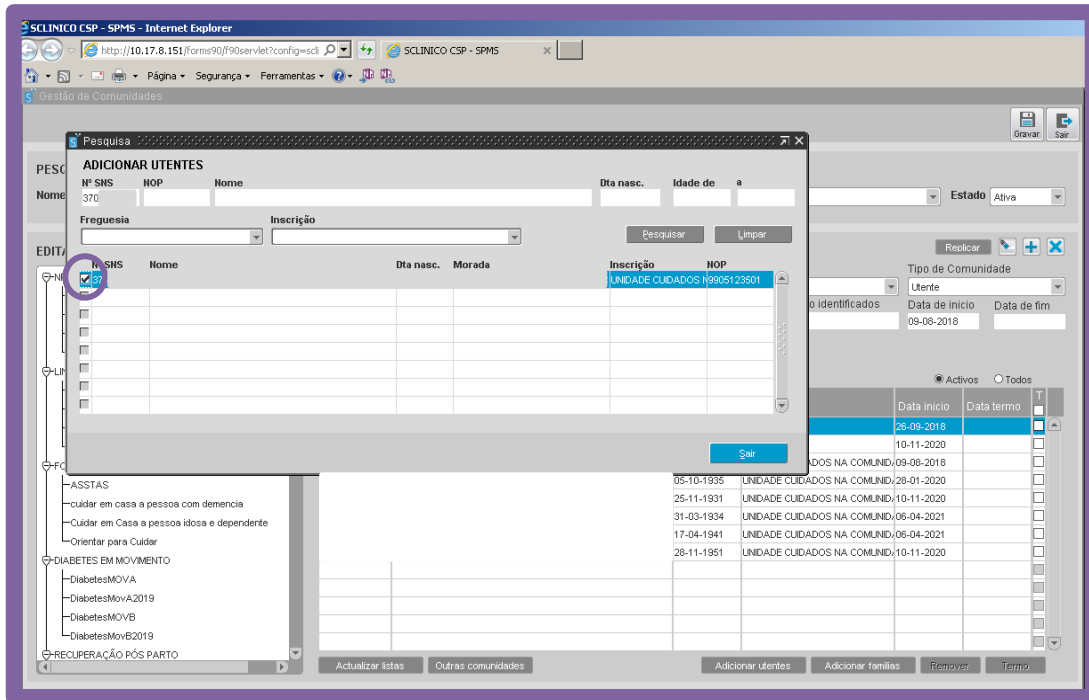 SCLINICO CSP - SPMS - Internet Explorer
http://10.17.8.151/forms90/f90servlet?config=scli
SCLINICO CSP - SPMS
Página Segurança Ferramentas
Gestão de Comunidades
Gravar Sair
Pesquisa
ADICIONAR UTENTES
Nº SNS NOP Nome Dta nasc. Idade de a
370
Freguesia Inscrição
Pesquisar Limpar
Nº SNS Nome Dta nasc. Morada Inscrição NOP
37 UNIDADE CUIDADOS N 9905123501
Sair
Nome Estado Ativa
Replicar
Tipo de Comunidade
Utente
identificados Data de inicio Data de fim
09-08-2018
Activos Todos
Data inicio Data termo T
26-09-2018
10-11-2020
ADOS NA COMUNID 09-08-2018
05-10-1935 UNIDADE CUIDADOS NA COMUNID 28-01-2020
25-11-1931 UNIDADE CUIDADOS NA COMUNID 10-11-2020
31-03-1934 UNIDADE CUIDADOS NA COMUNID 06-04-2021
17-04-1941 UNIDADE CUIDADOS NA COMUNID 06-04-2021
28-11-1951 UNIDADE CUIDADOS NA COMUNID 10-11-2020
ASSTAS
cuidar em casa a pessoa com demencia
Cuidar em Casa a pessoa idosa e dependente
Orientar para Cuidar
DIABETES EM MOVIMENTO
DiabetesMOVA
DiabetesMovA2019
DiabetesMOVB
DiabetesMovB2019
RECUPERAÇÃO PÓS PARTO
Actualizar listas Outras comunidades Adicionar utentes Adicionar familias Remover Termo